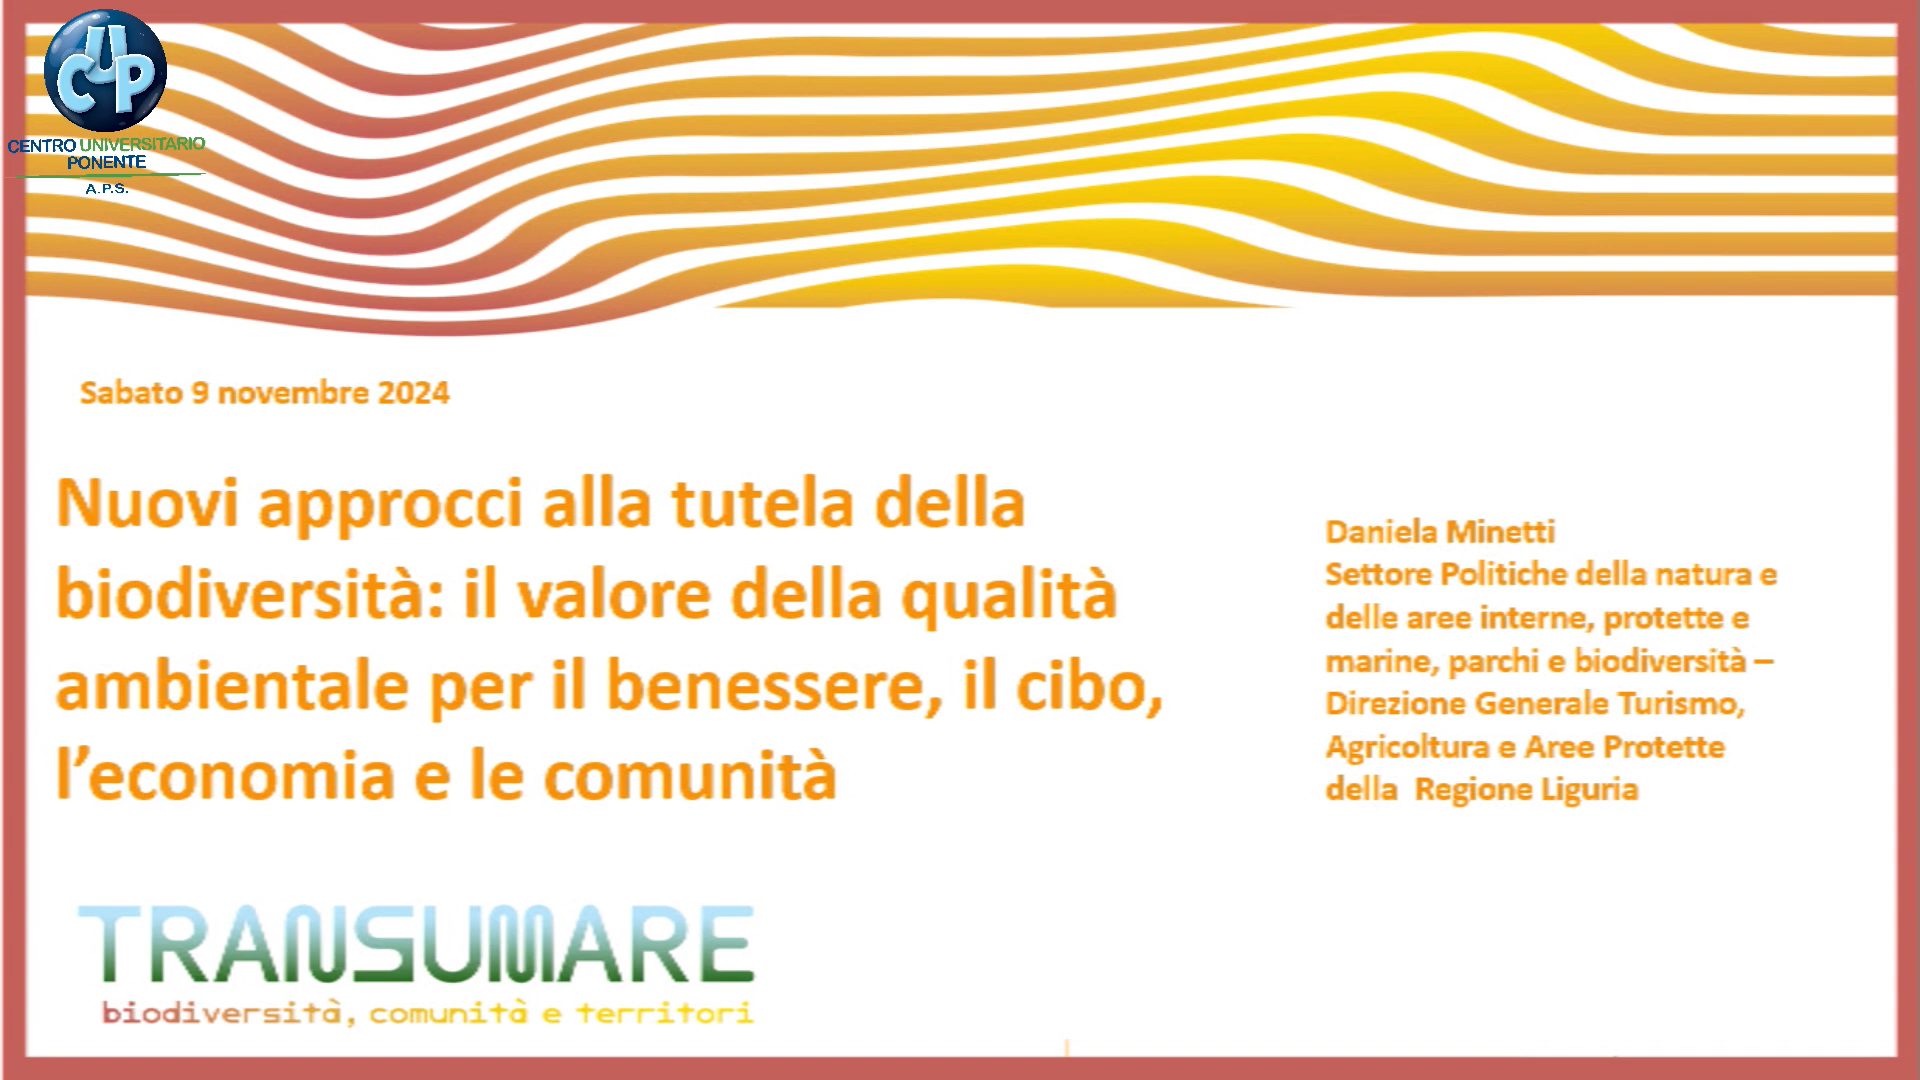 CUP
CENTRO UNIVERSITARIO
PONENTE
A.P.S.
Sabato 9 novembre 2024
Nuovi approcci alla tutela della
biodiversità: il valore della qualità
ambientale per il benessere, il cibo,
l’economia e le comunità
Daniela Minetti
Settore Politiche della natura e
delle aree interne, protette e
marine, parchi e biodiversità –
Direzione Generale Turismo,
Agricoltura e Aree Protette
della Regione Liguria
TRANSUMARE
biodiversità, comunità e territori